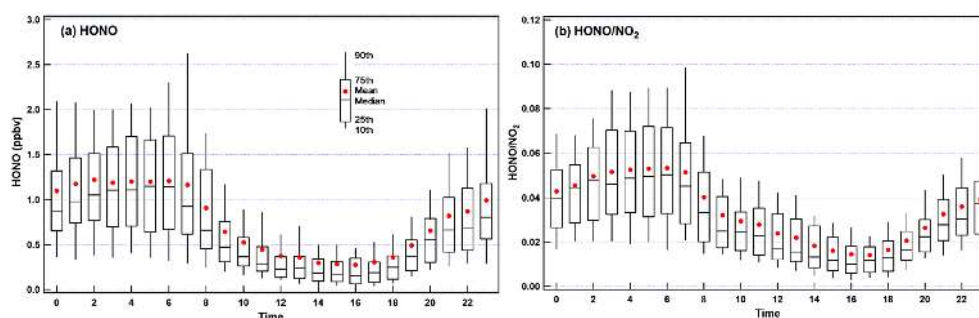 (a) HONO
90th
75th
Mean
Median
25th
10th
HONO (ppbv)
3.0
2.5
2.0
1.5
1.0
0.5
0.0
0 2 4 6 8 10 12 14 16 18 20 22
Time
(b) HONO/NO₂
HONO/NO₂
0.12
0.10
0.08
0.06
0.04
0.02
0.00
0 2 4 6 8 10 12 14 16 18 20 22
Time